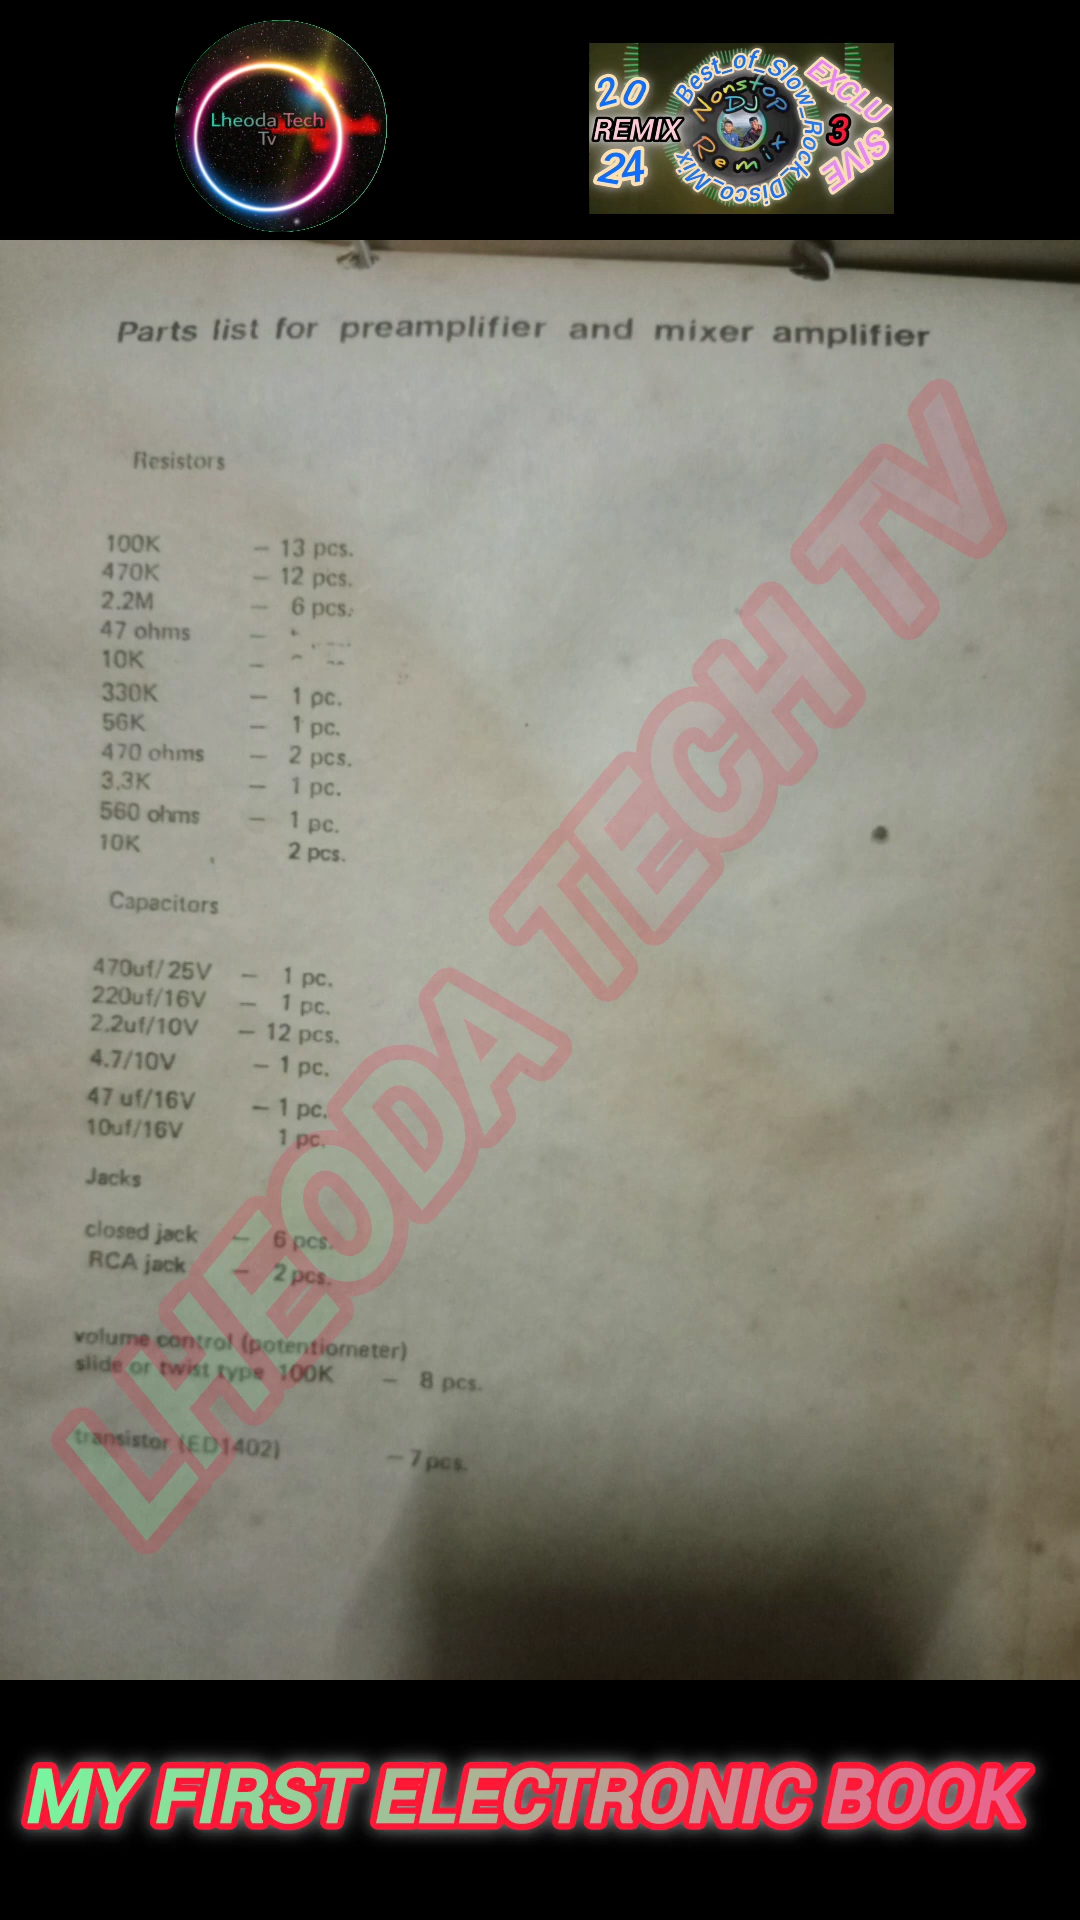 Lheoda Tech
Tv
20
REMIX
24
Best_of_Slow_Rock_Disco_Mix
Nonstop
DJ
Remix
EXCLU
SIVE
3
Parts list for preamplifier and mixer amplifier
Resistors
100K – 13 pcs.
470K – 12 pcs.
2.2M – 6 pcs.
47 ohms –
10K –
330K – 1 pc.
56K – 1 pc.
470 ohms – 2 pcs.
3.3K – 1 pc.
560 ohms – 1 pc.
10K 2 pcs.
Capacitors
470uf/25V – 1 pc.
220uf/16V – 1 pc.
2.2uf/10V – 12 pcs.
4.7/10V – 1 pc.
47 uf/16V – 1 pc.
10uf/16V 1 pc.
Jacks
closed jack – 6 pcs.
RCA jack – 2 pcs.
volume control (potentiometer)
slide or twist type 100K – 8 pcs.
transistor (ED1402) – 7 pcs.
LHEODA TECH TV
MY FIRST ELECTRONIC BOOK